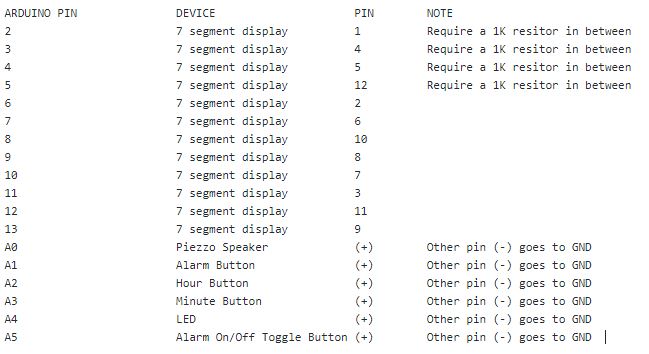 ARDUINO PIN DEVICE PIN NOTE
2 7 segment display 1 Require a 1K resitor in between
3 7 segment display 4 Require a 1K resitor in between
4 7 segment display 5 Require a 1K resitor in between
5 7 segment display 12 Require a 1K resitor in between
6 7 segment display 2
7 7 segment display 6
8 7 segment display 10
9 7 segment display 8
10 7 segment display 7
11 7 segment display 3
12 7 segment display 11
13 7 segment display 9
A0 Piezzo Speaker (+) Other pin (-) goes to GND
A1 Alarm Button (+) Other pin (-) goes to GND
A2 Hour Button (+) Other pin (-) goes to GND
A3 Minute Button (+) Other pin (-) goes to GND
A4 LED (+) Other pin (-) goes to GND
A5 Alarm On/Off Toggle Button (+) Other pin (-) goes to GND